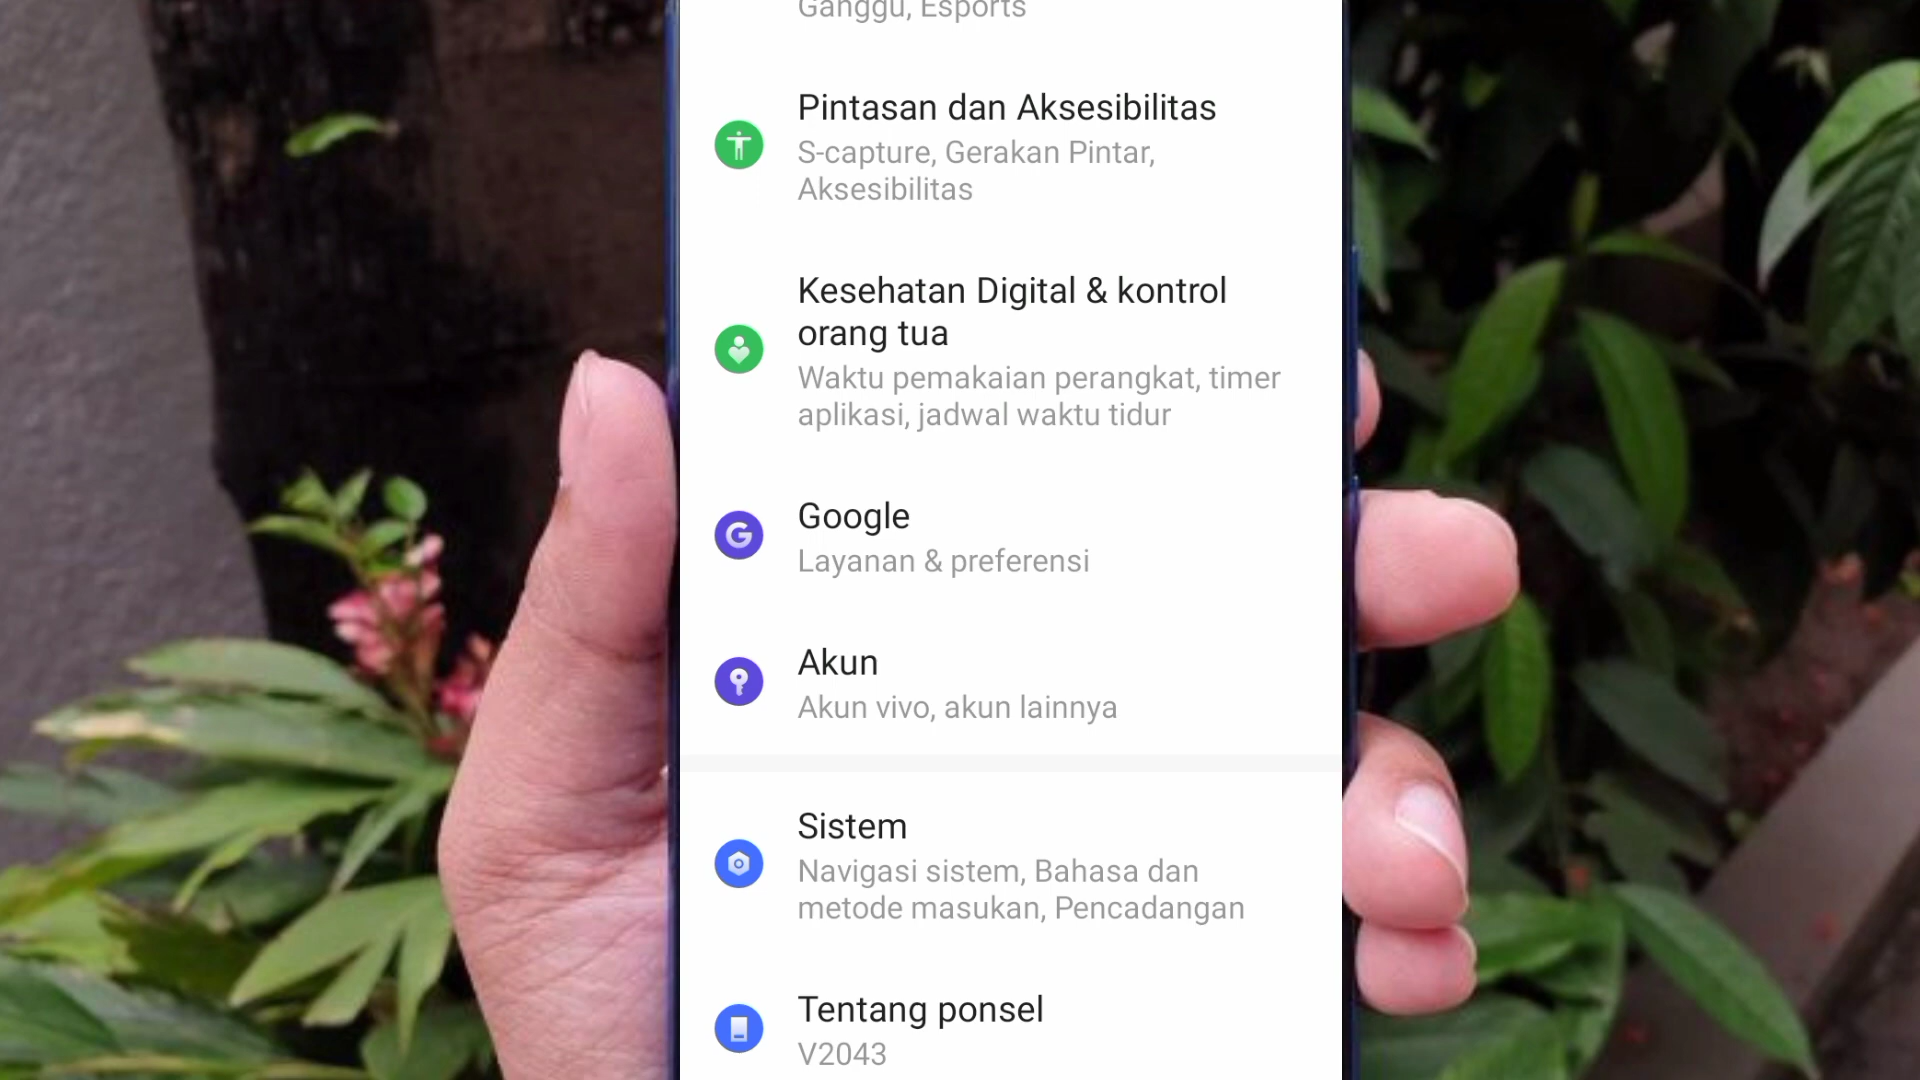 Ganggu, Esports
Pintasan dan Aksesibilitas
S-capture, Gerakan Pintar,
Aksesibilitas
Kesehatan Digital & kontrol
orang tua
Waktu pemakaian perangkat, timer
aplikasi, jadwal waktu tidur
Google
Layanan & preferensi
Akun
Akun vivo, akun lainnya
Sistem
Navigasi sistem, Bahasa dan
metode masukan, Pencadangan
Tentang ponsel
V2043